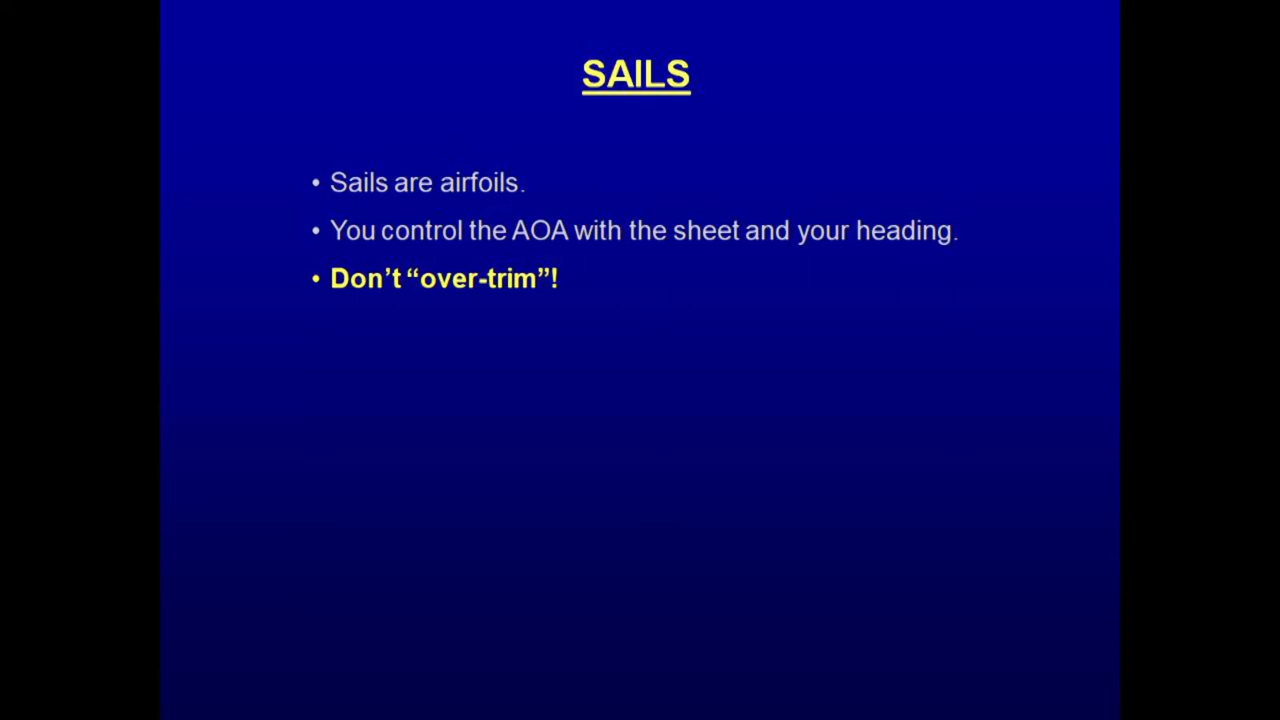 SAILS
• Sails are airfoils.
• You control the AOA with the sheet and your heading.
• Don’t “over-trim”!